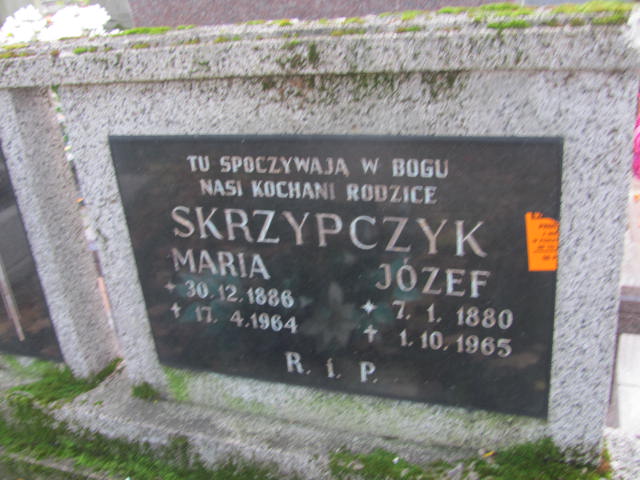 TU SPOCZYWAJĄ W BOGU
NASI KOCHANI RODZICE
SKRZYPCZYK
MARIA
+ 30.12.1886
† 17. 4.1964
JÓZEF
+ 7. 1. 1880
† 1. 10. 1965
R. i. P.